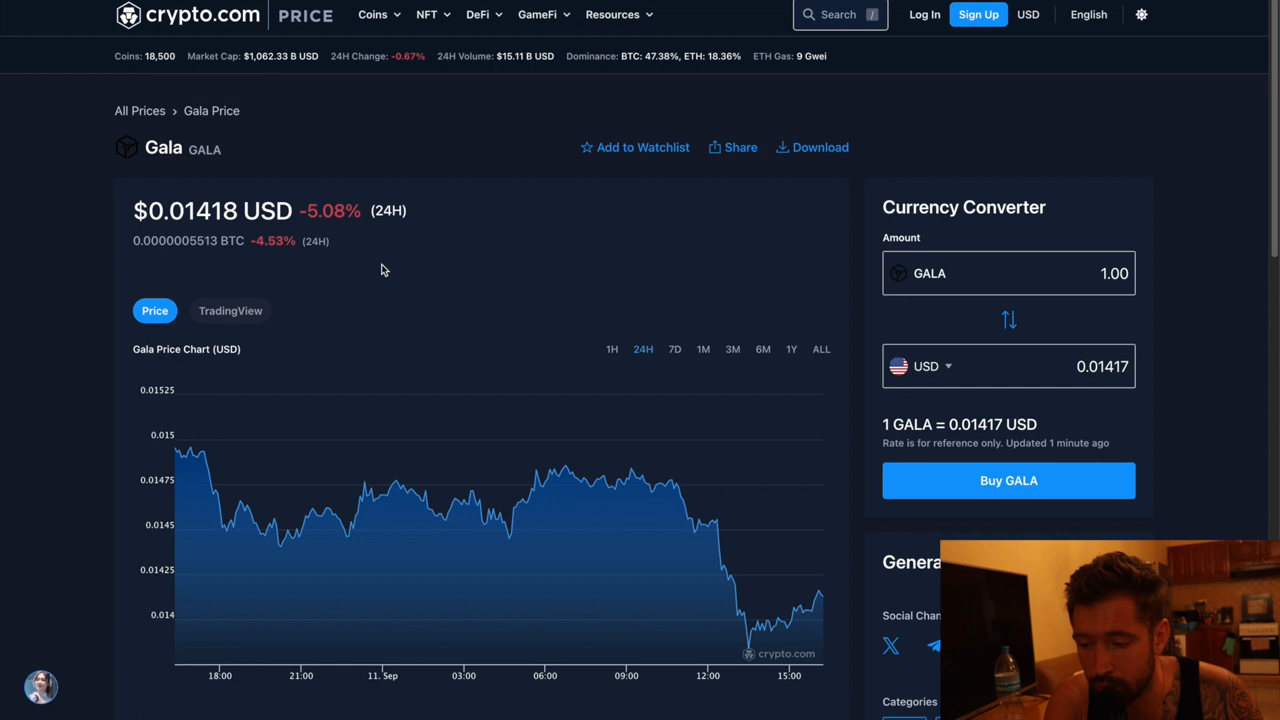 crypto.com PRICE Coins NFT DeFi GameFi Resources Search / Log In Sign Up USD English
Coins: 18,500 Market Cap: $1,062.33 B USD 24H Change: -0.67% 24H Volume: $15.11 B USD Dominance: BTC: 47.38%, ETH: 18.36% ETH Gas: 9 Gwei
All Prices > Gala Price
Gala GALA Add to Watchlist Share Download
$0.01418 USD -5.08% (24H)
0.0000005513 BTC -4.53% (24H)
Price TradingView
Gala Price Chart (USD) 1H 24H 7D 1M 3M 6M 1Y ALL
0.01525
0.015
0.01475
0.0145
0.01425
0.014
crypto.com
18:00 21:00 11. Sep 03:00 06:00 09:00 12:00 15:00
Currency Converter
Amount
GALA 1.00
USD 0.01417
1 GALA = 0.01417 USD
Rate is for reference only. Updated 1 minute ago
Buy GALA
Genera
Social Chan
Categories